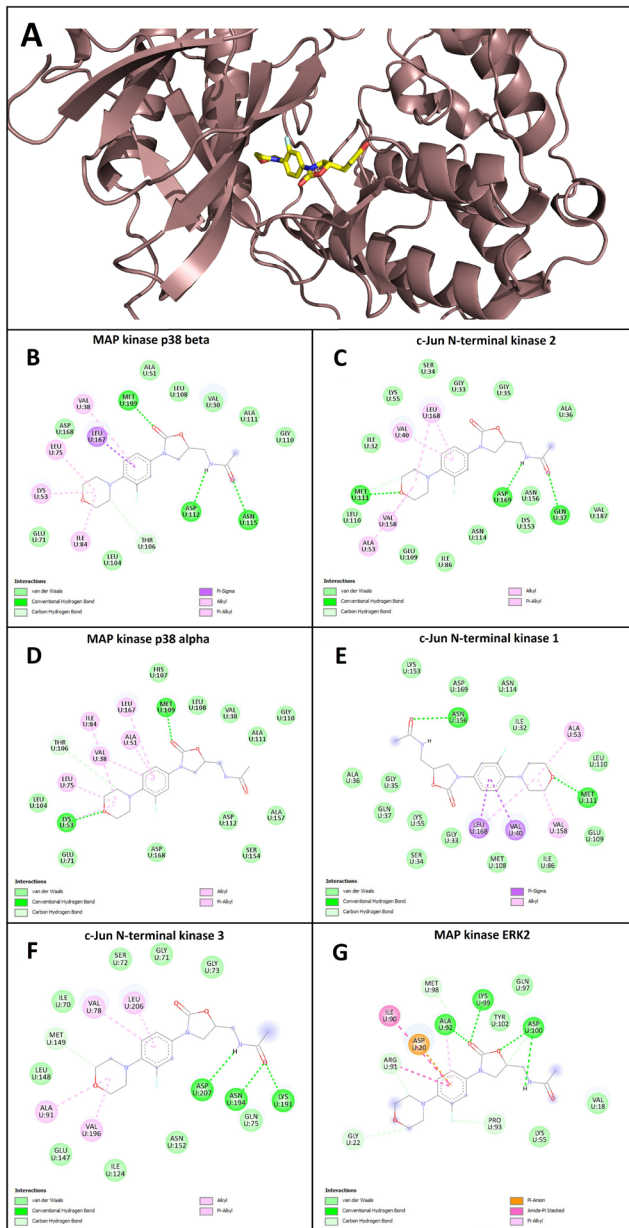 A
MAP kinase p38 beta
B
ALA
U:51
MET
U:109
LEU
U:108
VAL
U:30
VAL
U:38
ALA
U:111
ASP
U:168
LEU
U:167
GLY
U:110
LEU
U:75
O
O
N
N
H
N
O
O
LYS
U:53
ASP
U:112
ASN
U:115
GLU
U:71
ILE
U:84
THR
U:106
LEU
U:104
Interactions
van der Waals
Conventional Hydrogen Bond
Carbon Hydrogen Bond
Pi-Sigma
Alkyl
Pi-Alkyl
c-Jun N-terminal kinase 2
C
SER
U:34
GLY
U:33
GLY
U:35
LYS
U:55
LEU
U:168
ALA
U:36
VAL
U:40
ILE
U:32
O
O
N
N
H
N
O
O
MET
U:111
ASP
U:169
ASN
U:156
GLN
U:37
VAL
U:187
LEU
U:110
VAL
U:158
LYS
U:153
ASN
U:114
ALA
U:53
GLU
U:109
ILE
U:86
Interactions
van der Waals
Conventional Hydrogen Bond
Carbon Hydrogen Bond
Alkyl
Pi-Alkyl
MAP kinase p38 alpha
D
HIS
U:107
LEU
U:167
MET
U:109
LEU
U:108
ILE
U:84
VAL
U:30
GLY
U:110
THR
U:106
ALA
U:51
ALA
U:111
VAL
U:38
LEU
U:75
O
O
N
N
H
N
O
O
LEU
U:104
LYS
U:53
ASP
U:112
ALA
U:157
GLU
U:71
ASP
U:168
SER
U:154
Interactions
van der Waals
Conventional Hydrogen Bond
Carbon Hydrogen Bond
Alkyl
Pi-Alkyl
c-Jun N-terminal kinase 1
E
LYS
U:153
ASP
U:169
ASN
U:114
ASN
U:156
ILE
U:32
ALA
U:53
O
N
H
O
O
N
N
O
LEU
U:110
ALA
U:36
GLY
U:35
MET
U:111
GLN
U:37
LYS
U:55
LEU
U:168
VAL
U:40
VAL
U:158
GLU
U:109
GLY
U:33
SER
U:34
MET
U:108
ILE
U:86
Interactions
van der Waals
Conventional Hydrogen Bond
Carbon Hydrogen Bond
Pi-Sigma
Alkyl
c-Jun N-terminal kinase 3
F
SER
U:72
GLY
U:71
GLY
U:73
ILE
U:70
VAL
U:78
LEU
U:206
MET
U:149
O
O
N
N
H
N
O
O
LEU
U:148
ASP
U:207
ASN
U:194
LYS
U:191
ALA
U:91
VAL
U:196
GLN
U:75
GLU
U:147
ILE
U:124
ASN
U:152
Interactions
van der Waals
Conventional Hydrogen Bond
Carbon Hydrogen Bond
Alkyl
Pi-Alkyl
MAP kinase ERK2
G
MET
U:98
LYS
U:99
GLN
U:97
ILE
U:90
ALA
U:92
TYR
U:102
ASP
U:100
ASP
U:20
ARG
U:91
O
O
N
N
H
N
O
O
VAL
U:18
PRO
U:93
LYS
U:55
GLY
U:22
Interactions
van der Waals
Conventional Hydrogen Bond
Carbon Hydrogen Bond
Pi-Anion
Amide-Pi Stacked
Pi-Alkyl